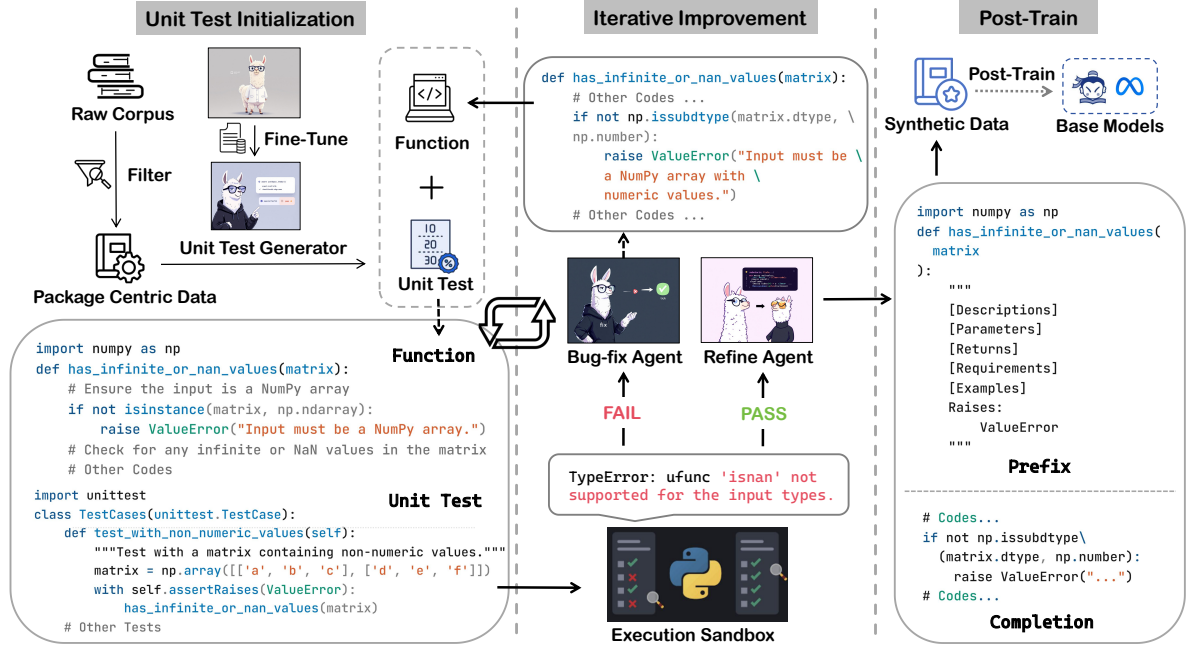 Unit Test Initialization
Raw Corpus
Fine-Tune
Filter
Unit Test Generator
Package Centric Data
Function
+
10
20
30
%
Unit Test
Function
import numpy as np
def has_infinite_or_nan_values(matrix):
# Ensure the input is a NumPy array
if not isinstance(matrix, np.ndarray):
raise ValueError("Input must be a NumPy array.")
# Check for any infinite or NaN values in the matrix
# Other Codes
Unit Test
import unittest
class TestCases(unittest.TestCase):
def test_with_non_numeric_values(self):
"""Test with a matrix containing non-numeric values."""
matrix = np.array([['a', 'b', 'c'], ['d', 'e', 'f']])
with self.assertRaises(ValueError):
has_infinite_or_nan_values(matrix)
# Other Tests
Iterative Improvement
def has_infinite_or_nan_values(matrix):
# Other Codes ...
if not np.issubdtype(matrix.dtype, \
np.number):
raise ValueError("Input must be \
a NumPy array with \
numeric values.")
# Other Codes ...
fix
Bug-fix Agent
Refine Agent
FAIL
PASS
TypeError: ufunc 'isnan' not
supported for the input types.
Execution Sandbox
Post-Train
Post-Train
Synthetic Data
Base Models
import numpy as np
def has_infinite_or_nan_values(
matrix
):
"""
[Descriptions]
[Parameters]
[Returns]
[Requirements]
[Examples]
Raises:
ValueError
"""
Prefix
# Codes...
if not np.issubdtype\
(matrix.dtype, np.number):
raise ValueError("...")
# Codes...
Completion